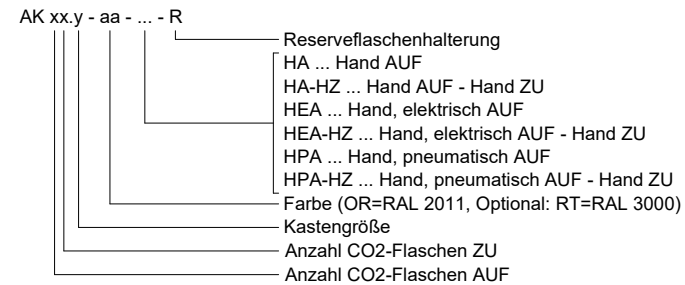 AK xx.y - aa - ... - R
Reserveflaschenhalterung
HA ... Hand AUF
HA-HZ ... Hand AUF - Hand ZU
HEA ... Hand, elektrisch AUF
HEA-HZ ... Hand, elektrisch AUF - Hand ZU
HPA ... Hand, pneumatisch AUF
HPA-HZ ... Hand, pneumatisch AUF - Hand ZU
Farbe (OR=RAL 2011, Optional: RT=RAL 3000)
Kastengröße
Anzahl CO2-Flaschen ZU
Anzahl CO2-Flaschen AUF